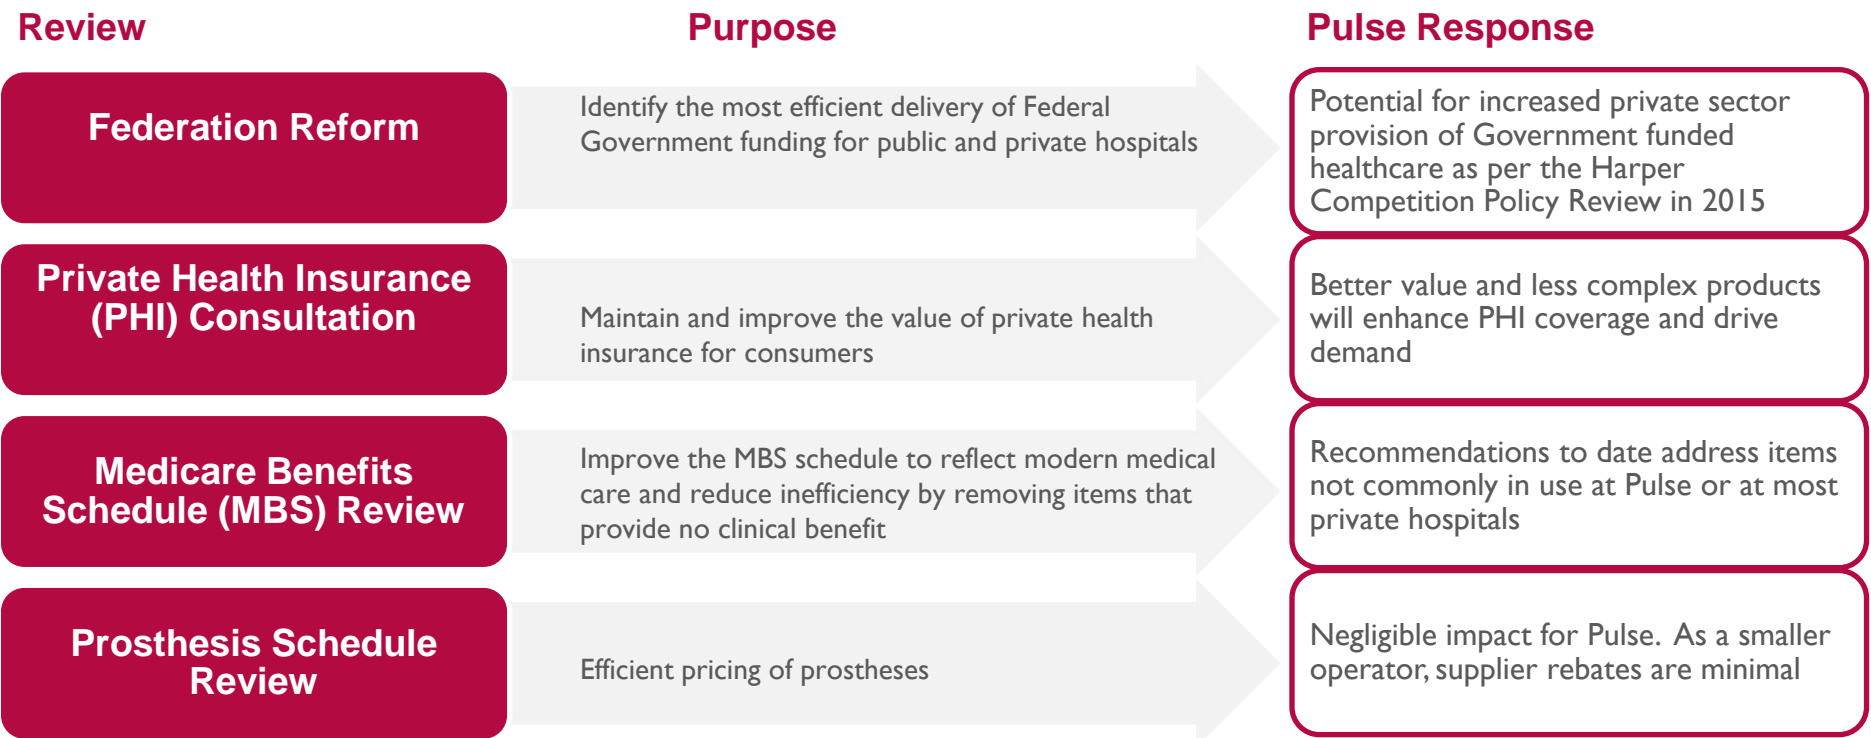 Review
Purpose
Pulse Response
Federation Reform
Identify the most efficient delivery of Federal
Government funding for public and private hospitals
Potential for increased private sector
provision of Government funded
healthcare as per the Harper
Competition Policy Review in 2015
Private Health Insurance
(PHI) Consultation
Maintain and improve the value of private health
insurance for consumers
Better value and less complex products
will enhance PHI coverage and drive
demand
Medicare Benefits
Schedule (MBS) Review
Improve the MBS schedule to reflect modern medical
care and reduce inefficiency by removing items that
provide no clinical benefit
Recommendations to date address items
not commonly in use at Pulse or at most
private hospitals
Prosthesis Schedule
Review
Efficient pricing of prostheses
Negligible impact for Pulse.  As a smaller
operator, supplier rebates are minimal